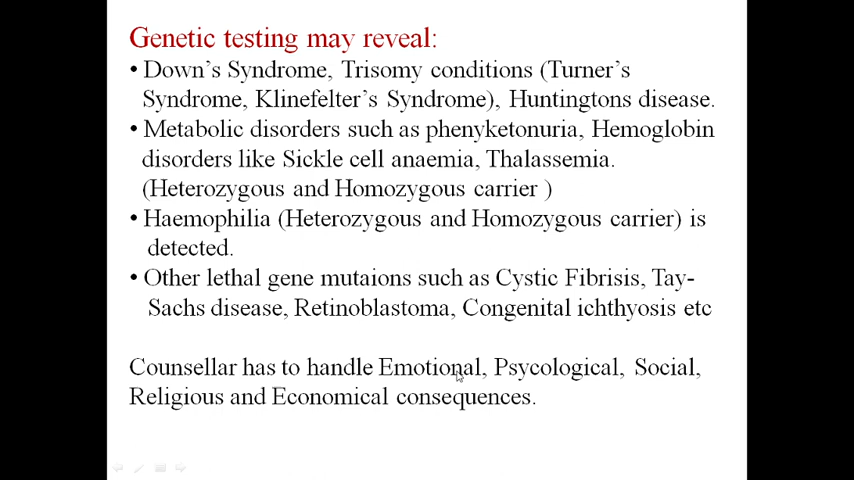 Genetic testing may reveal:
• Down's Syndrome, Trisomy conditions (Turner's
Syndrome, Klinefelter's Syndrome), Huntingtons disease.
• Metabolic disorders such as phenyketonuria, Hemoglobin
disorders like Sickle cell anaemia, Thalassemia.
(Heterozygous and Homozygous carrier )
• Haemophilia (Heterozygous and Homozygous carrier) is
detected.
• Other lethal gene mutaions such as Cystic Fibrisis, Tay-
Sachs disease, Retinoblastoma, Congenital ichthyosis etc
Counsellar has to handle Emotional, Psycological, Social,
Religious and Economical consequences.